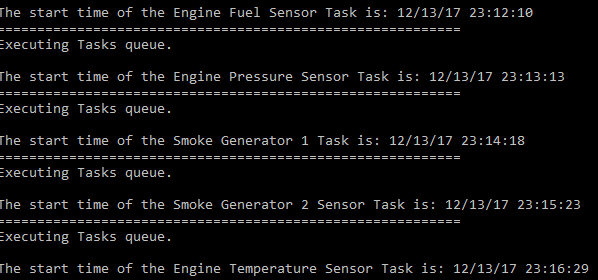 The start time of the Engine Fuel Sensor Task is: 12/13/17 23:12:10
==========================================================
Executing Tasks queue.
The start time of the Engine Pressure Sensor Task is: 12/13/17 23:13:13
==========================================================
Executing Tasks queue.
The start time of the Smoke Generator 1 Task is: 12/13/17 23:14:18
==========================================================
Executing Tasks queue.
The start time of the Smoke Generator 2 Sensor Task is: 12/13/17 23:15:23
==========================================================
Executing Tasks queue.
The start time of the Engine Temperature Sensor Task is: 12/13/17 23:16:29